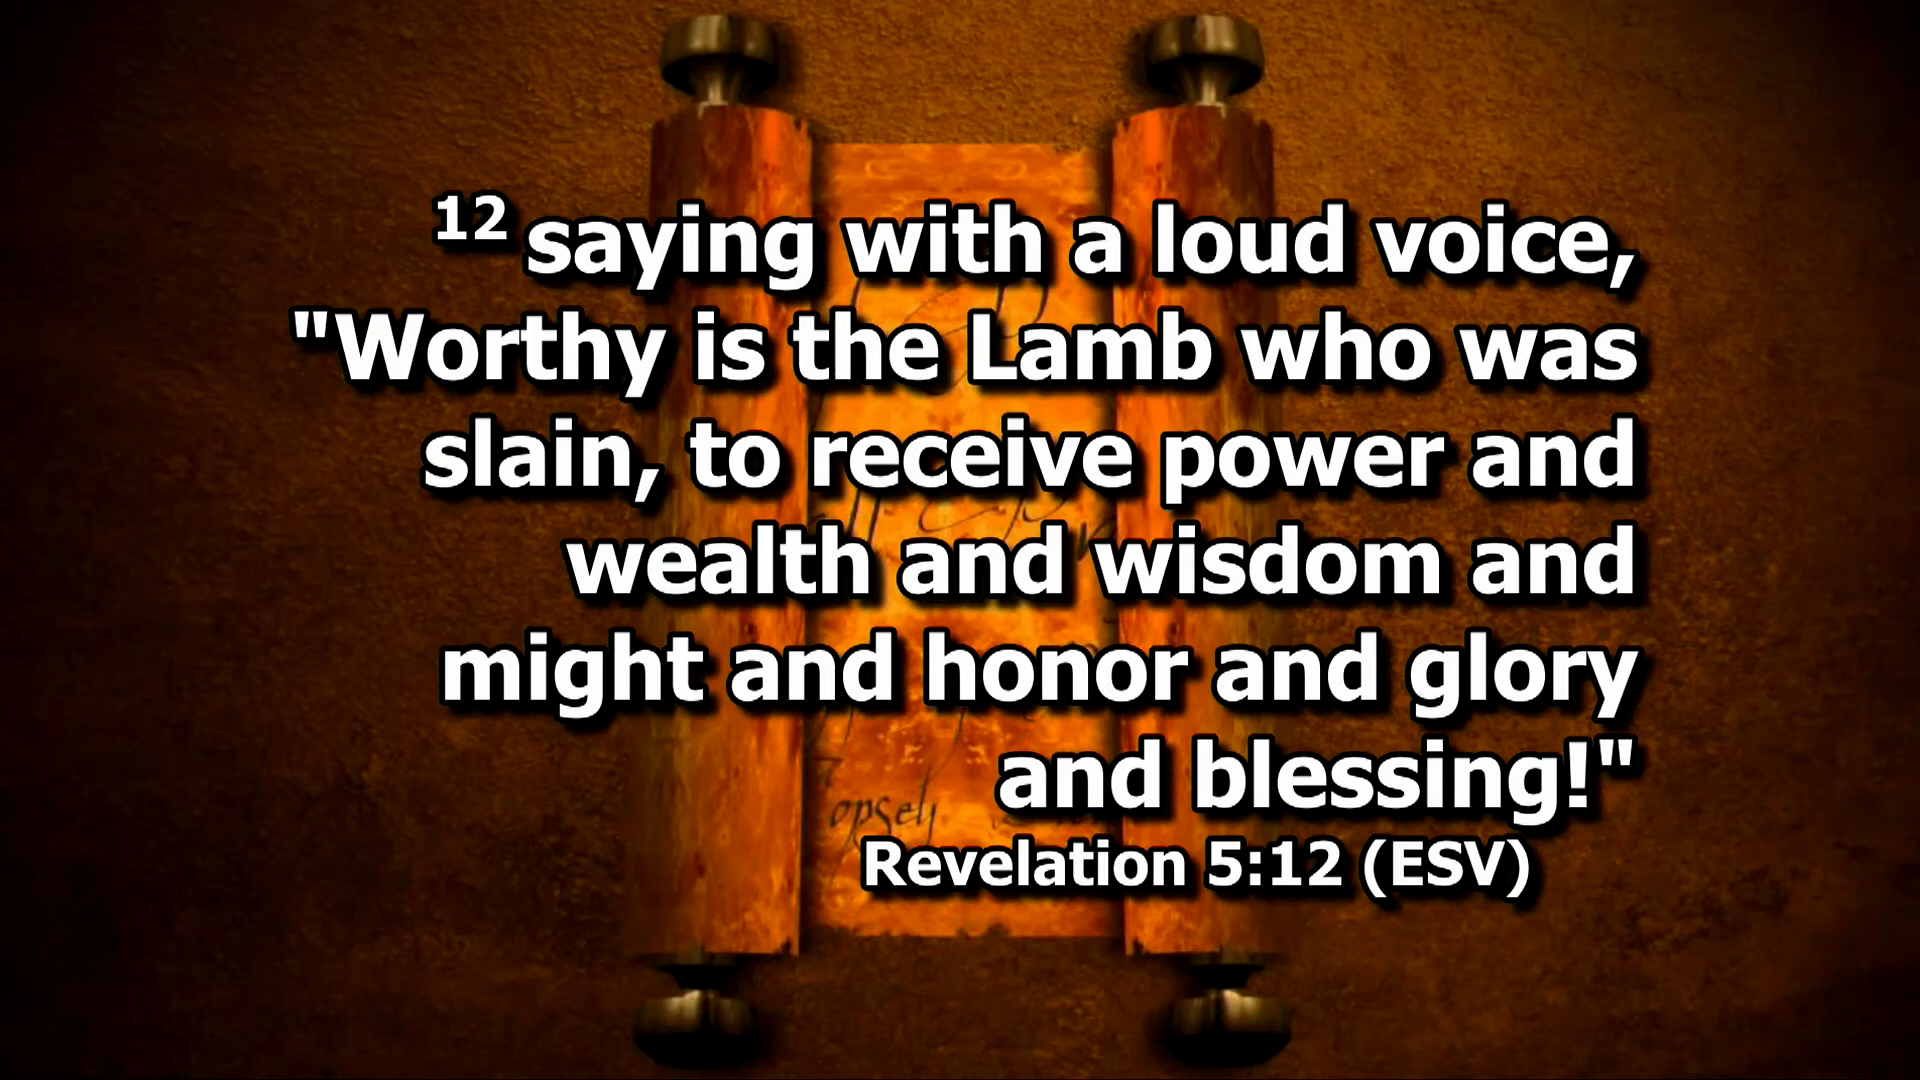 12 saying with a loud voice,
"Worthy is the Lamb who was
slain, to receive power and
wealth and wisdom and
might and honor and glory
and blessing!"
Revelation 5:12 (ESV)
opsely